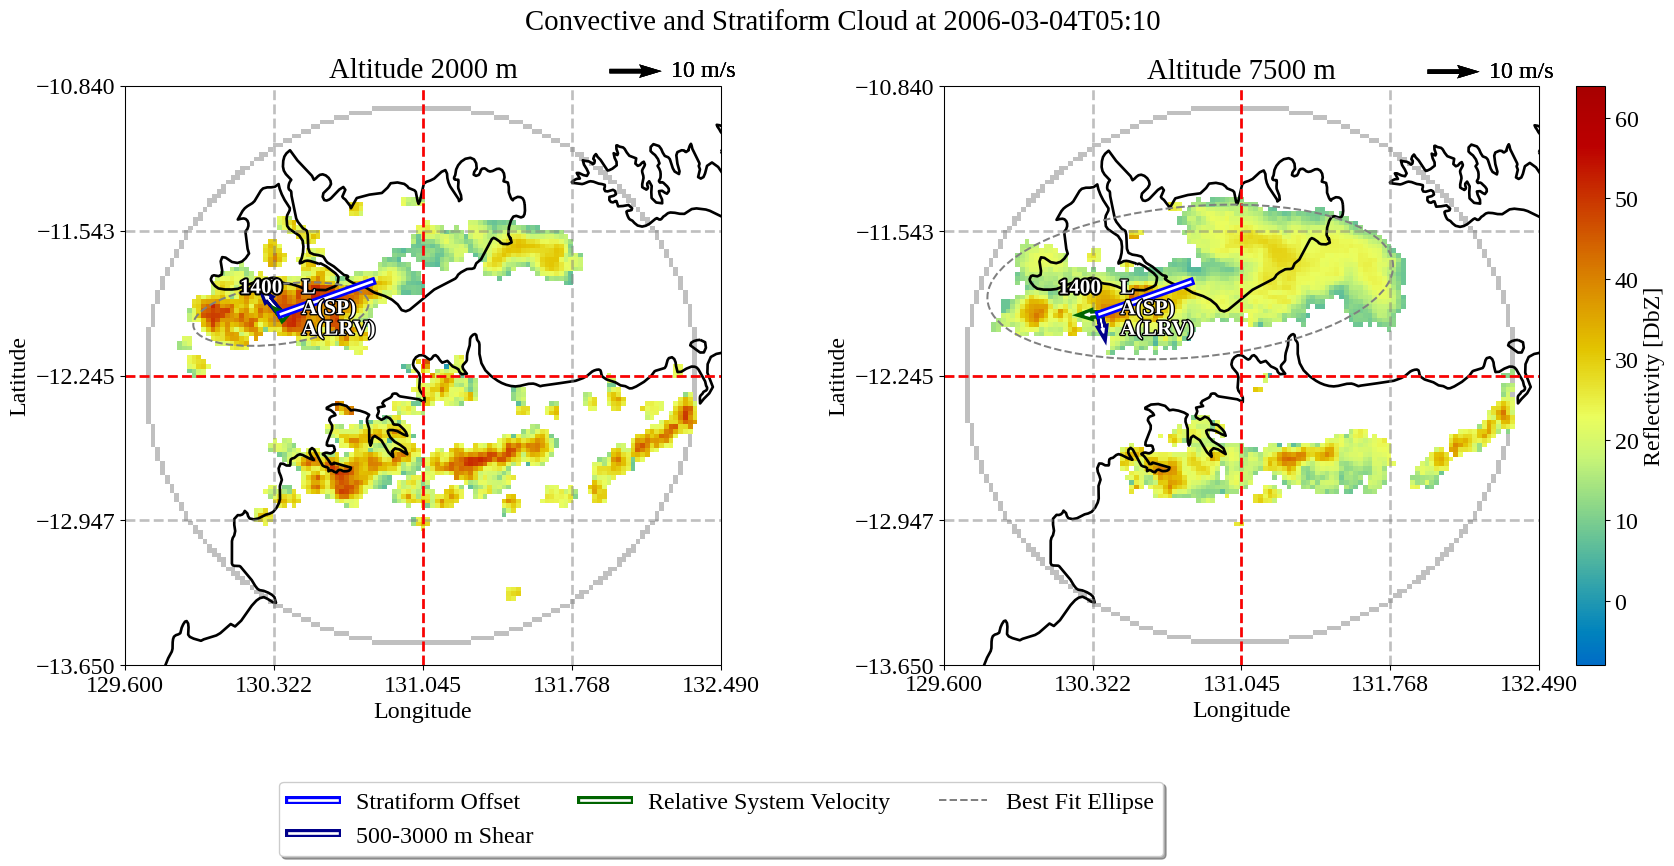 Convective and Stratiform Cloud at 2006-03-04T05:10
Altitude 2000 m
10 m/s
−10.840
−11.543
−12.245
−12.947
−13.650
Latitude
1400
L
A(SP)
A(LRV)
129.600
130.322
131.045
131.768
132.490
Longitude
Altitude 7500 m
10 m/s
−10.840
−11.543
−12.245
−12.947
−13.650
Latitude
1400
L
A(SP)
A(LRV)
129.600
130.322
131.045
131.768
132.490
Longitude
60
50
40
30
20
10
0
Reflectivity [DbZ]
Stratiform Offset
Relative System Velocity
Best Fit Ellipse
500-3000 m Shear